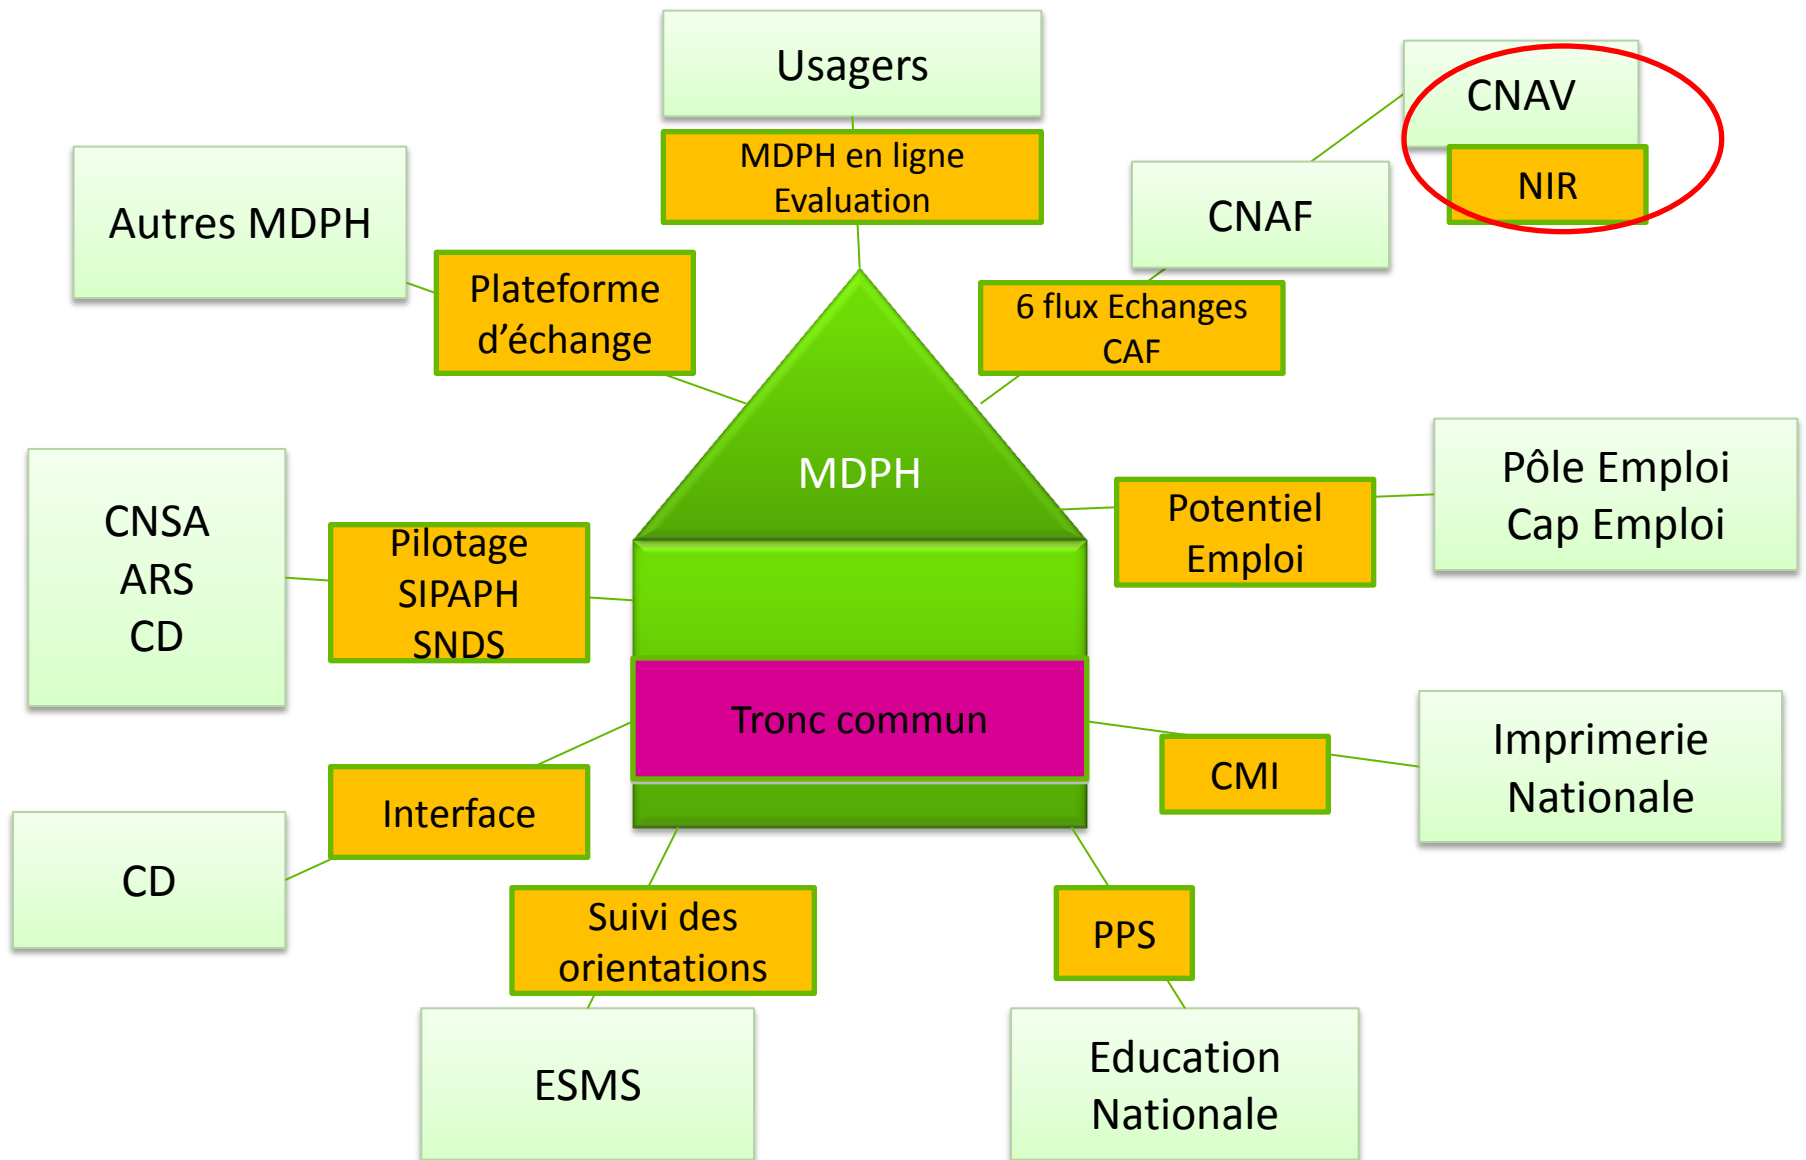 Usagers
MDPH en ligne
Evaluation
CNAV
NIR
Autres MDPH
Plateforme
d’échange
CNAF
6 flux Echanges
CAF
MDPH
CNSA
ARS
CD
Pilotage
SIPAPH
SNDS
Potentiel
Emploi
Pôle Emploi
Cap Emploi
Tronc commun
Interface
CD
CMI
Imprimerie
Nationale
Suivi des
orientations
ESMS
PPS
Education
Nationale